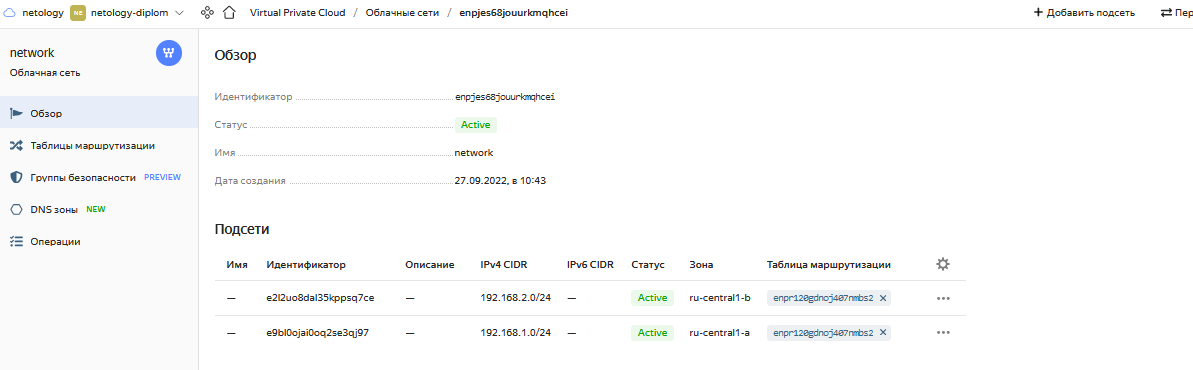 netology NE netology-diplom Virtual Private Cloud / Облачные сети / enpjes68jouurkmqhcei + Добавить подсеть Пер
network
Облачная сеть
Обзор
Таблицы маршрутизации
Группы безопасности PREVIEW
DNS зоны NEW
Операции
Обзор
Идентификатор enpjes68jouurkmqhcei
Статус Active
Имя network
Дата создания 27.09.2022, в 10:43
Подсети
Имя Идентификатор Описание IPv4 CIDR IPv6 CIDR Статус Зона Таблица маршрутизации
— e2l2uo8dal35kppsq7ce — 192.168.2.0/24 — Active ru-central1-b enpr120gdnoj407nmbs2 ×
— e9bl0ojai0oq2se3qj97 — 192.168.1.0/24 — Active ru-central1-a enpr120gdnoj407nmbs2 ×